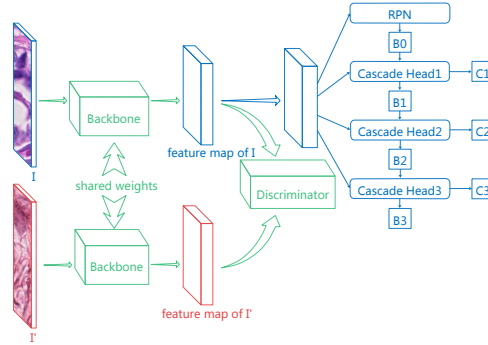 RPN
B0
Cascade Head1
C1
Backbone
B1
Cascade Head2
C2
feature map of I
I
B2
shared weights
Discriminator
Cascade Head3
C3
B3
Backbone
feature map of I'
I'